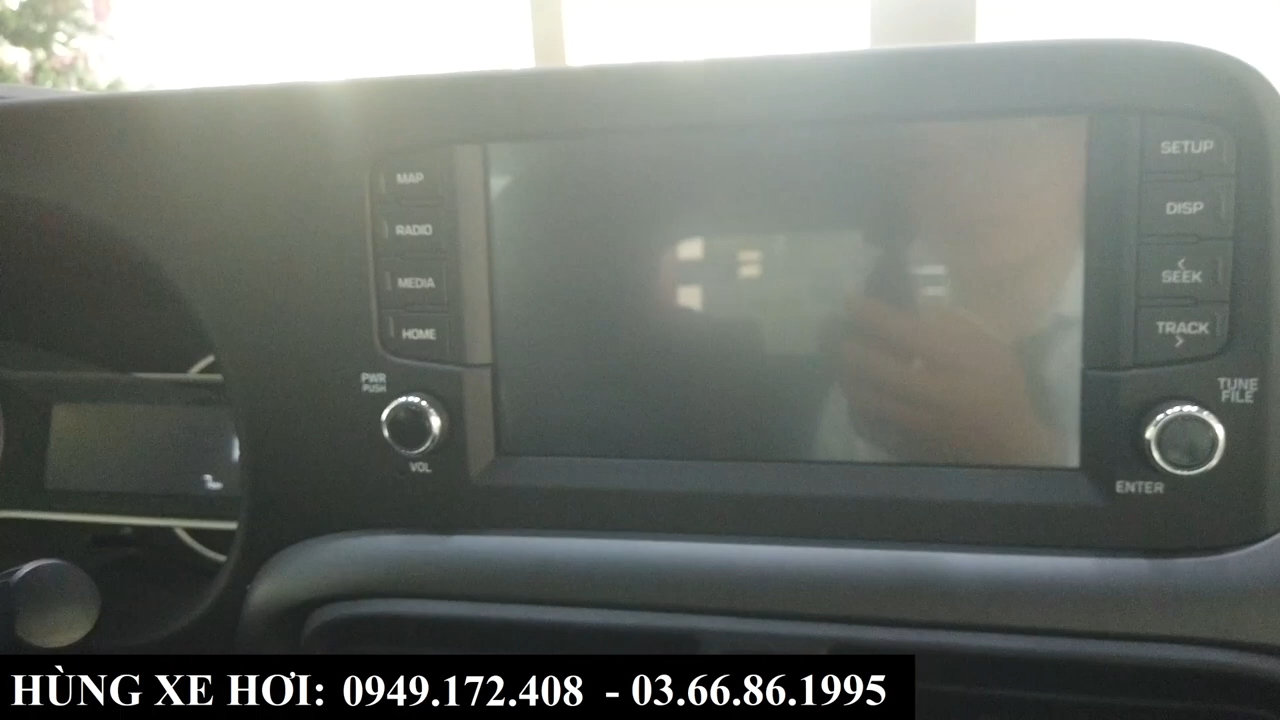 MAP
RADIO
MEDIA
HOME
PWR
PUSH
VOL
SETUP
DISP
<
SEEK
TRACK
>
TUNE
FILE
ENTER
HÙNG XE HƠI: 0949.172.408 - 03.66.86.1995